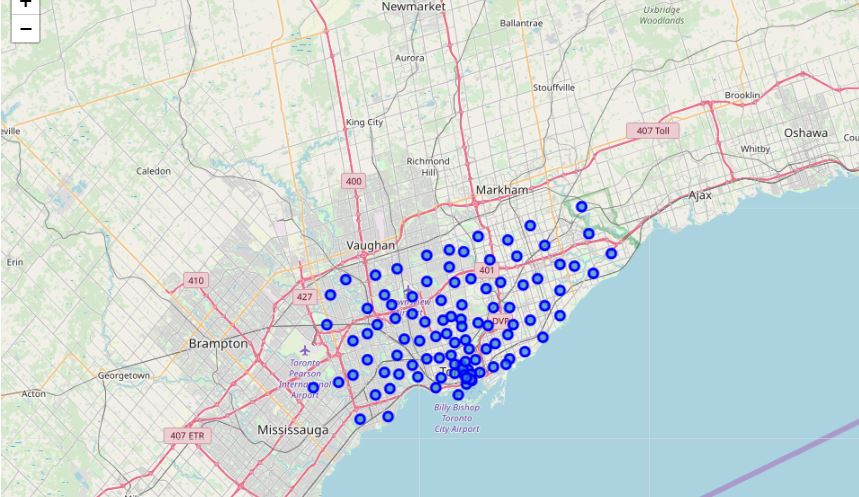 +
−
Newmarket
Ballantrae
Uxbridge
Woodlands
Aurora
Stouffville
Brooklin
King City
407 Toll
Oshawa
Whitby
Richmond
Hill
Caledon
400
Markham
Ajax
Vaughan
Erin
401
410
427
Brampton
Toronto
Pearson
International
Airport
Georgetown
Acton
Billy Bishop
Toronto
City Airport
Mississauga
407 ETR